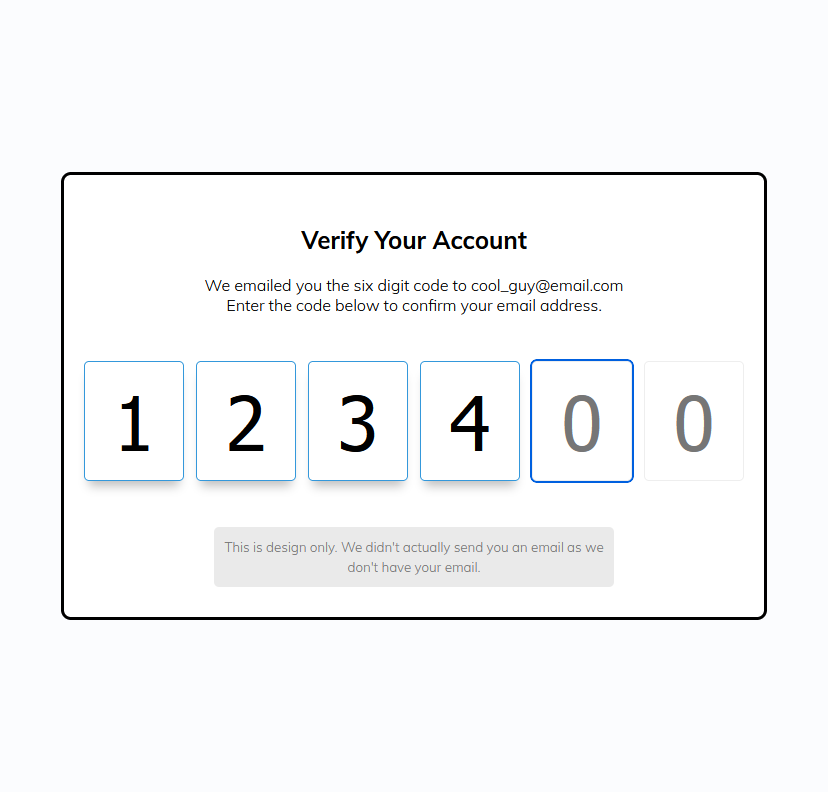 Verify Your Account
We emailed you the six digit code to cool_guy@email.com
Enter the code below to confirm your email address.
1 2 3 4 0 0
This is design only. We didn't actually send you an email as we
don't have your email.